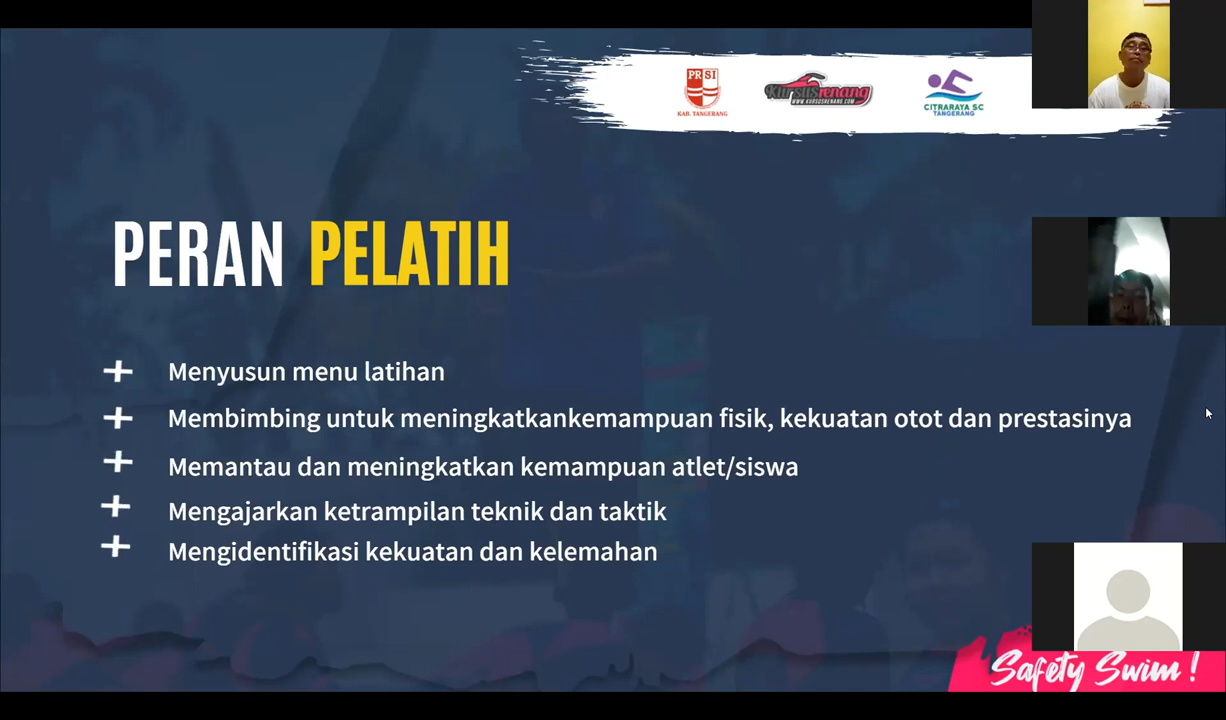 PRSI
KAB. TANGERANG
Kursusrenang
WWW.KURSUSRENANG.COM
CITRARAYA SC
TANGERANG
PERAN PELATIH
Menyusun menu latihan
Membimbing untuk meningkatkankemampuan fisik, kekuatan otot dan prestasinya
Memantau dan meningkatkan kemampuan atlet/siswa
Mengajarkan ketrampilan teknik dan taktik
Mengidentifikasi kekuatan dan kelemahan
Safety Swim !